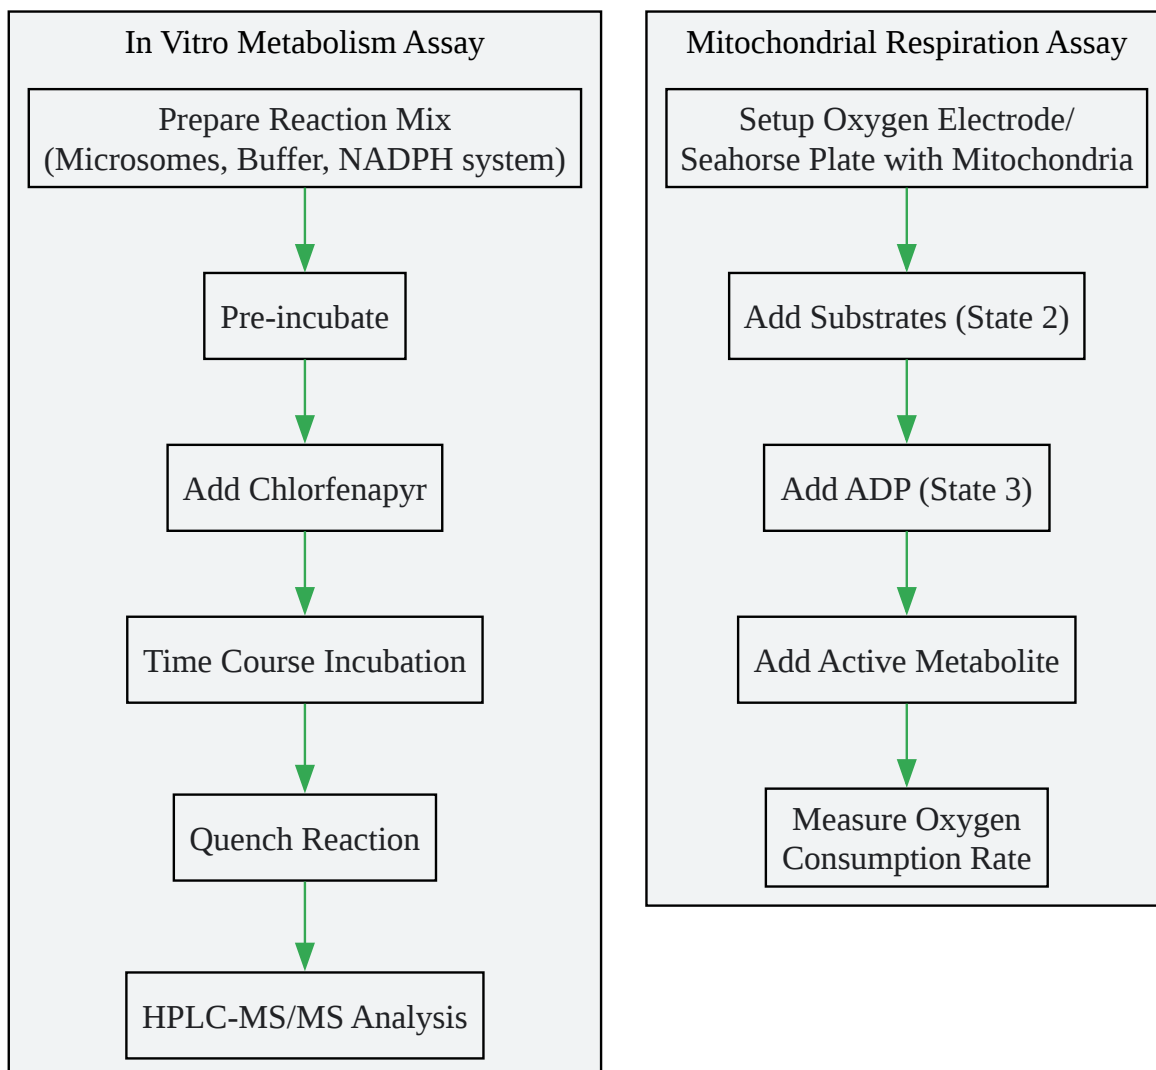 In Vitro Metabolism Assay
Prepare Reaction Mix
(Microsomes, Buffer, NADPH system)
Pre-incubate
Add Chlorfenapyr
Time Course Incubation
Quench Reaction
HPLC-MS/MS Analysis
Mitochondrial Respiration Assay
Setup Oxygen Electrode/
Seahorse Plate with Mitochondria
Add Substrates (State 2)
Add ADP (State 3)
Add Active Metabolite
Measure Oxygen
Consumption Rate